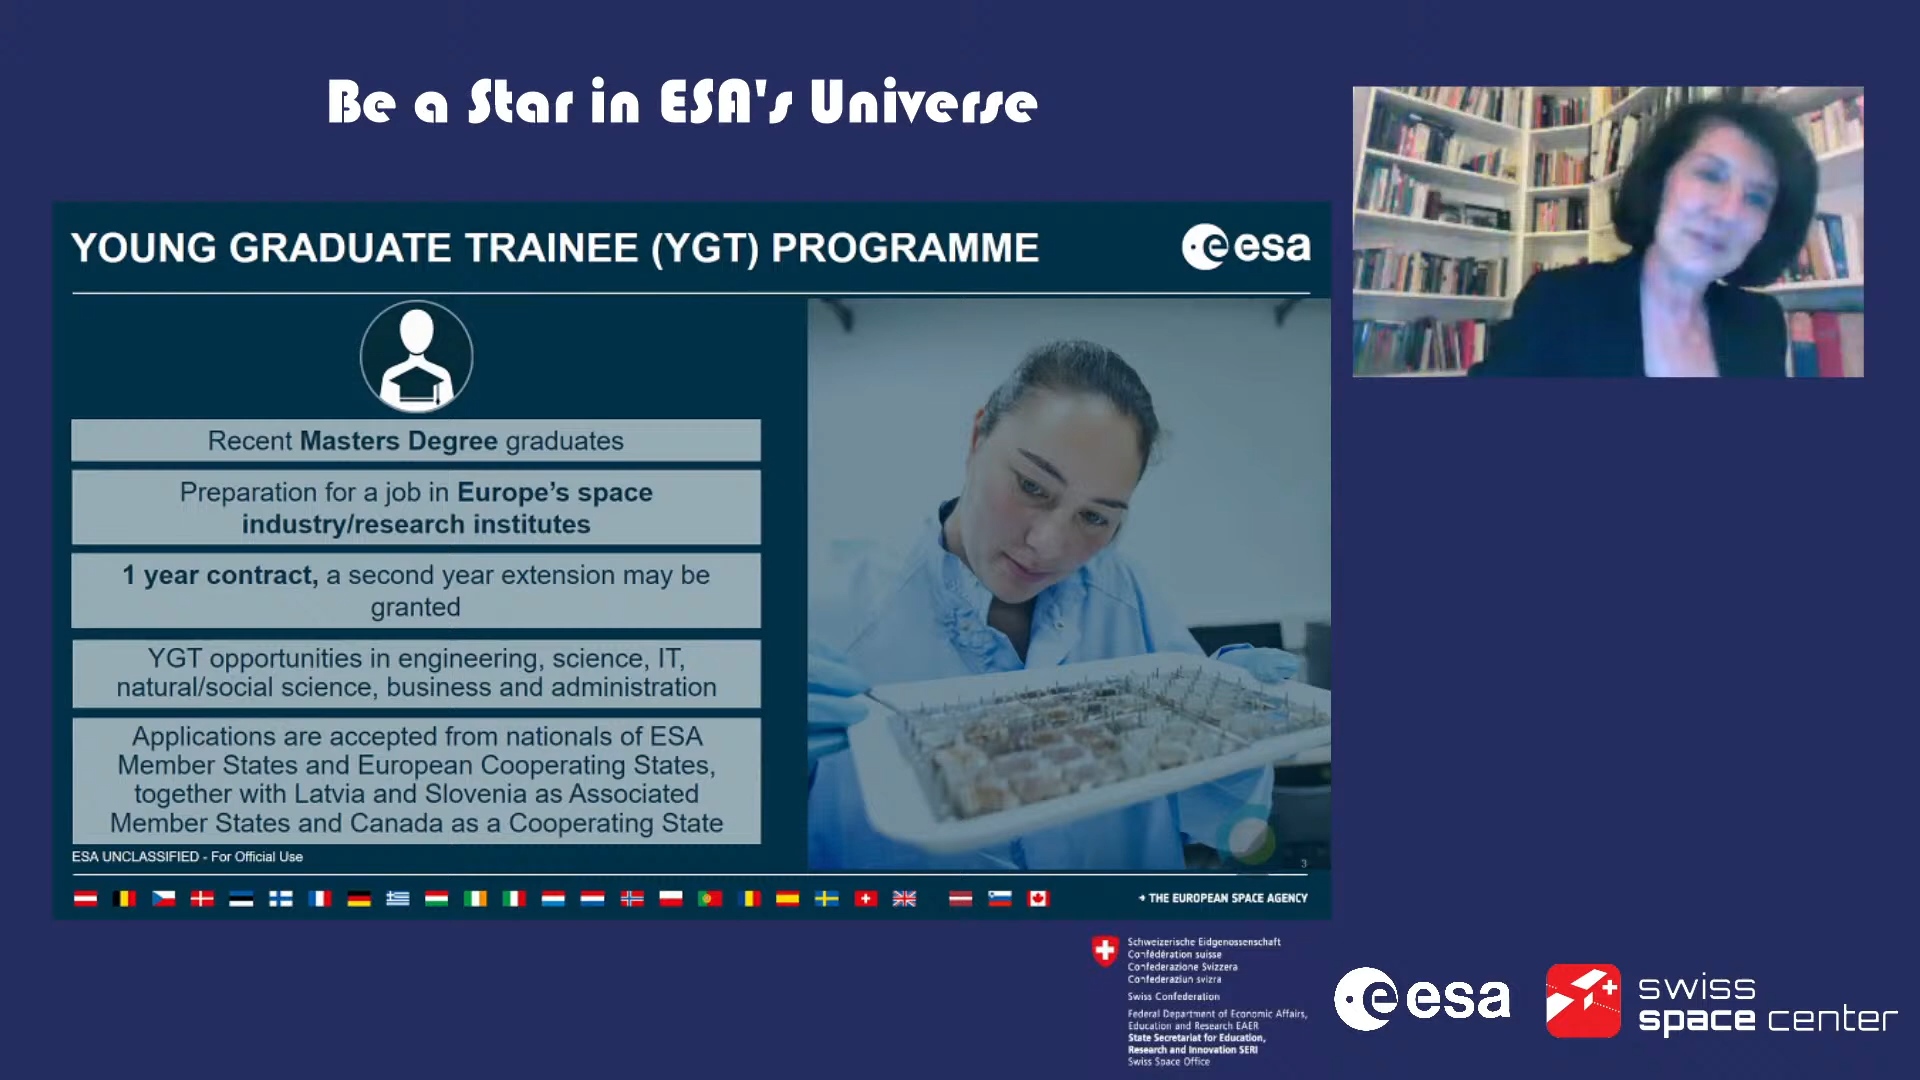 Be a Star in ESA's Universe
YOUNG GRADUATE TRAINEE (YGT) PROGRAMME
esa
Recent Masters Degree graduates
Preparation for a job in Europe’s space
industry/research institutes
1 year contract, a second year extension may be
granted
YGT opportunities in engineering, science, IT,
natural/social science, business and administration
Applications are accepted from nationals of ESA
Member States and European Cooperating States,
together with Latvia and Slovenia as Associated
Member States and Canada as a Cooperating State
ESA UNCLASSIFIED - For Official Use
3
→ THE EUROPEAN SPACE AGENCY
Schweizerische Eidgenossenschaft
Confédération suisse
Confederazione Svizzera
Confederaziun svizra
Swiss Confederation
Federal Department of Economic Affairs,
Education and Research EAER
State Secretariat for Education,
Research and Innovation SERI
Swiss Space Office
esa
swiss
space center